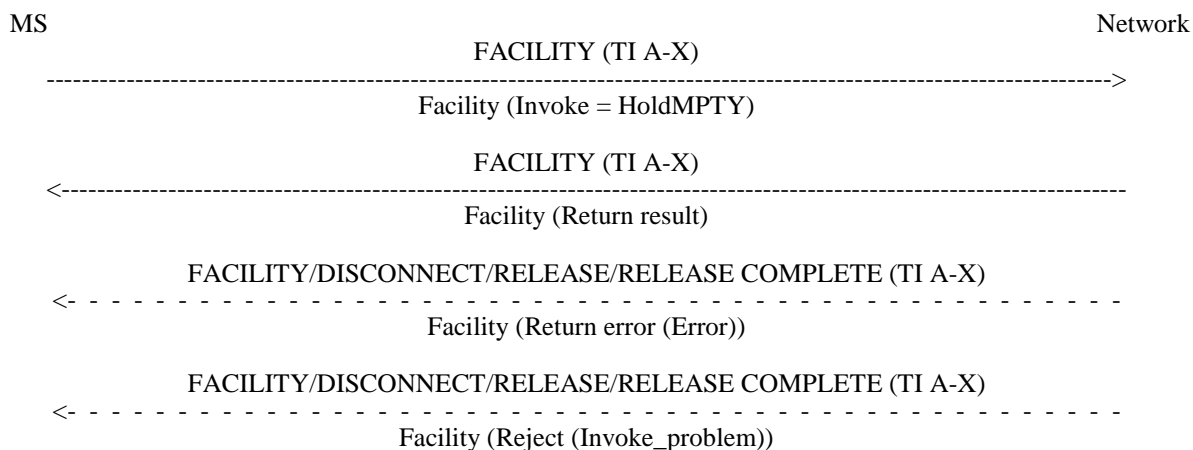 MS Network
FACILITY (TI A-X)
------------------------------------------------------------------------------------------------------------------------>
Facility (Invoke = HoldMPTY)
FACILITY (TI A-X)
<------------------------------------------------------------------------------------------------------------------------
Facility (Return result)
FACILITY/DISCONNECT/RELEASE/RELEASE COMPLETE (TI A-X)
<- - - - - - - - - - - - - - - - - - - - - - - - - - - - - - - - - - - - - - - - - - - - - - - -
Facility (Return error (Error))
FACILITY/DISCONNECT/RELEASE/RELEASE COMPLETE (TI A-X)
<- - - - - - - - - - - - - - - - - - - - - - - - - - - - - - - - - - - - - - - - - - - - - - - -
Facility (Reject (Invoke_problem))